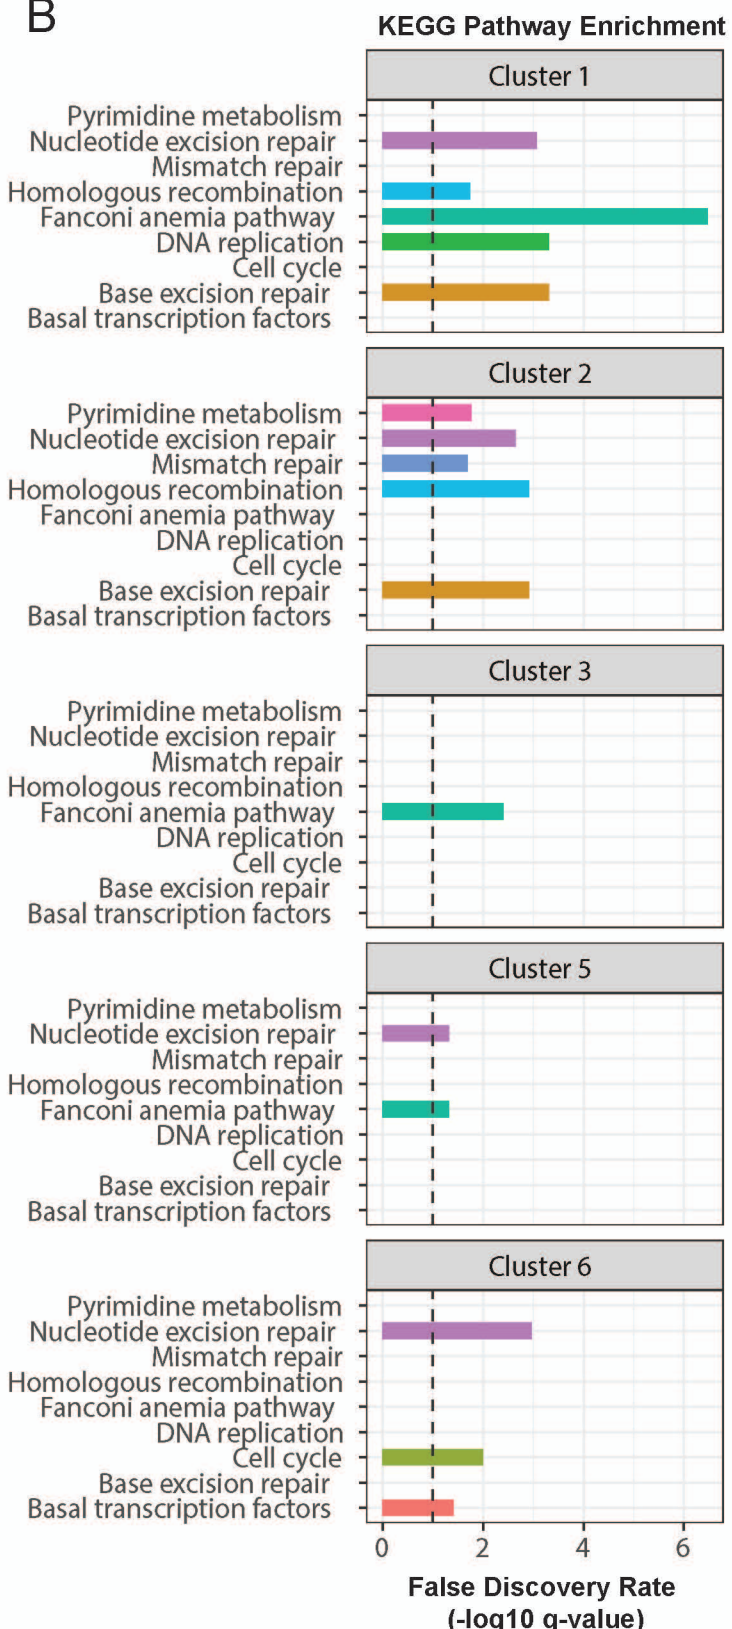 B
KEGG Pathway Enrichment
Cluster 1
Pyrimidine metabolism
Nucleotide excision repair
Mismatch repair
Homologous recombination
Fanconi anemia pathway
DNA replication
Cell cycle
Base excision repair
Basal transcription factors
Cluster 2
Pyrimidine metabolism
Nucleotide excision repair
Mismatch repair
Homologous recombination
Fanconi anemia pathway
DNA replication
Cell cycle
Base excision repair
Basal transcription factors
Cluster 3
Pyrimidine metabolism
Nucleotide excision repair
Mismatch repair
Homologous recombination
Fanconi anemia pathway
DNA replication
Cell cycle
Base excision repair
Basal transcription factors
Cluster 5
Pyrimidine metabolism
Nucleotide excision repair
Mismatch repair
Homologous recombination
Fanconi anemia pathway
DNA replication
Cell cycle
Base excision repair
Basal transcription factors
Cluster 6
Pyrimidine metabolism
Nucleotide excision repair
Mismatch repair
Homologous recombination
Fanconi anemia pathway
DNA replication
Cell cycle
Base excision repair
Basal transcription factors
0 2 4 6
False Discovery Rate
(-log10 q-value)